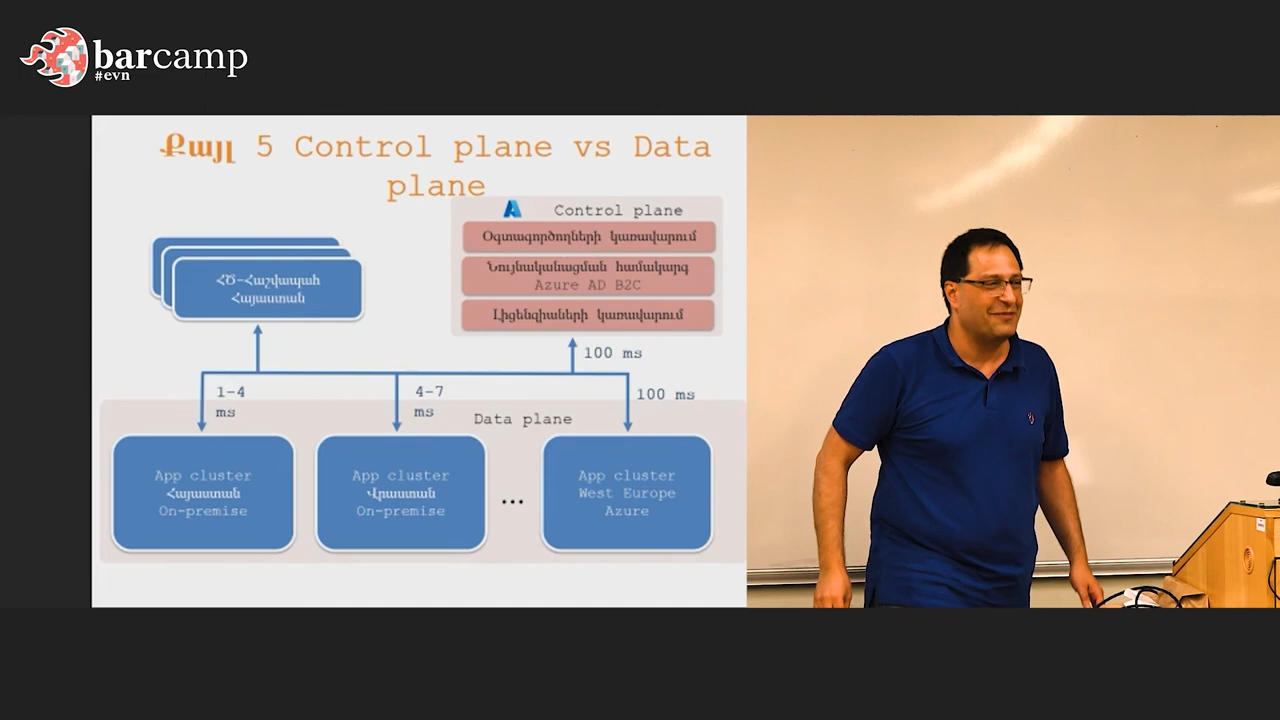 barcamp
#evn
Քայլ 5 Control plane vs Data
plane
Control plane
Օգտագործողների կառավարում
Նույնականացման համակարգ
Azure AD B2C
Լիցենզիաների կառավարում
ՀԾ-Հաշվապահ
Հայաստան
100 ms
1-4
ms
4-7
ms
100 ms
Data plane
App cluster
Հայաստան
On-premise
App cluster
Վրաստան
On-premise
...
App cluster
West Europe
Azure